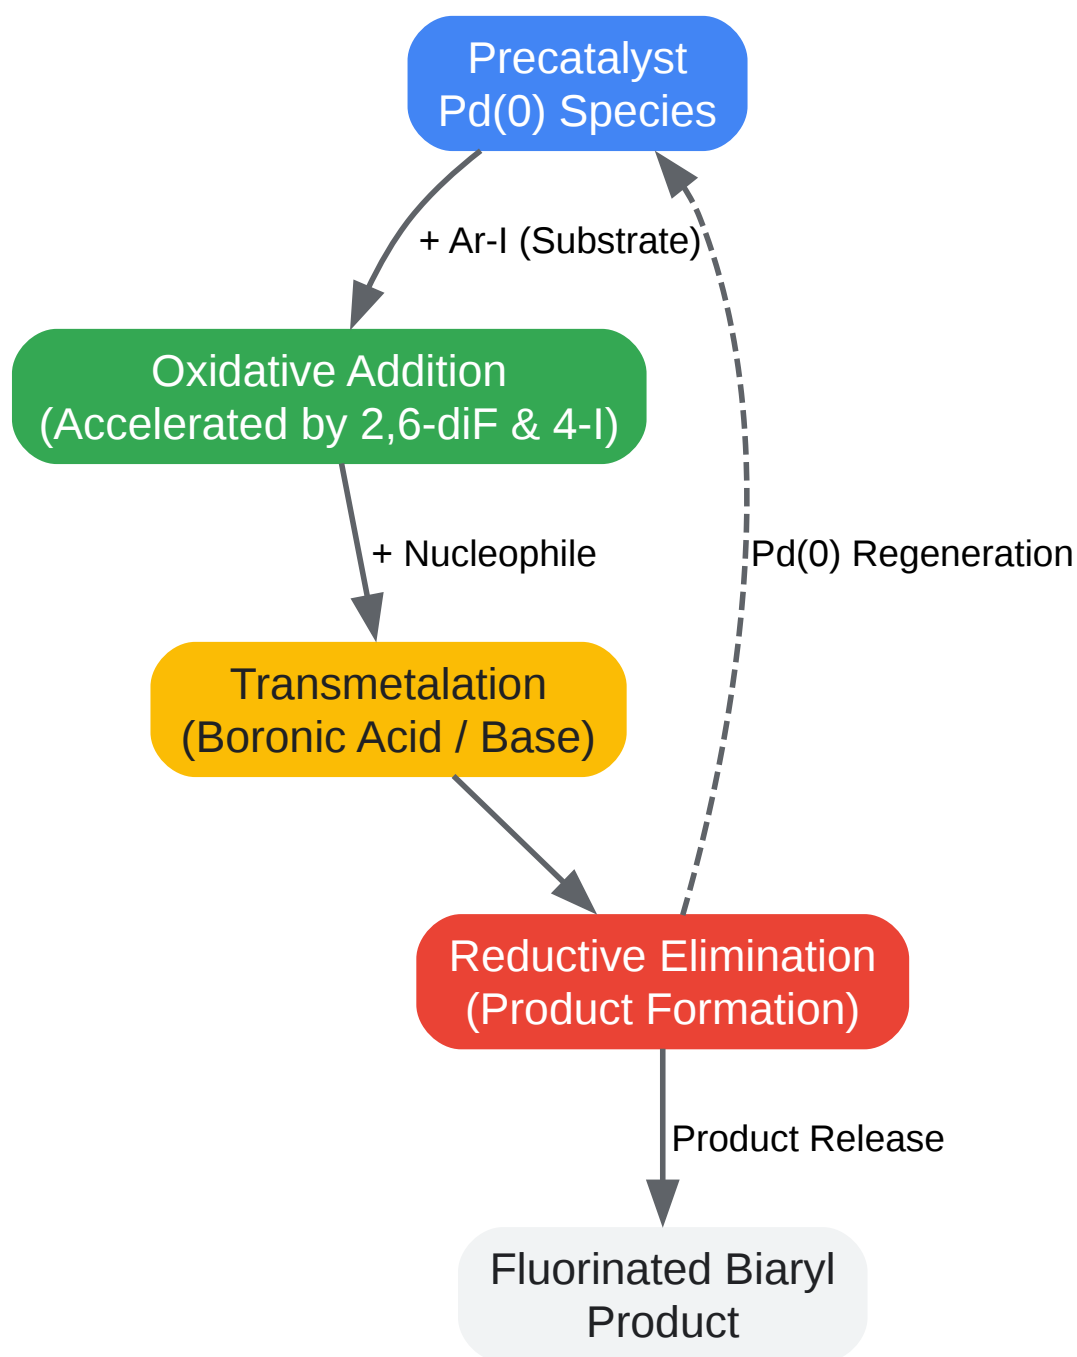 Precatalyst
Pd(0) Species
+ Ar-I (Substrate)
Oxidative Addition
(Accelerated by 2,6-diF & 4-I)
+ Nucleophile
Pd(0) Regeneration
Transmetalation
(Boronic Acid / Base)
Reductive Elimination
(Product Formation)
Product Release
Fluorinated Biaryl
Product